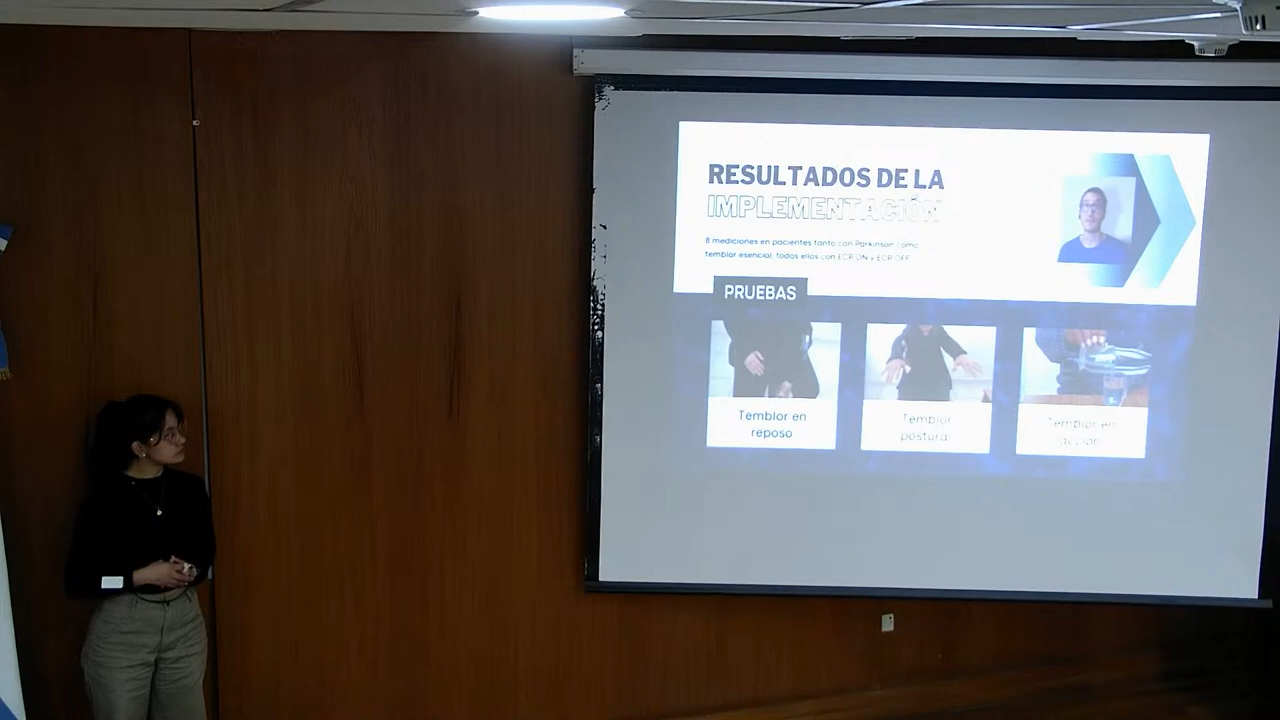 RESULTADOS DE LA
IMPLEMENTACIÓN
8 mediciones en pacientes tanto con Parkinson como
temblor esencial, todos ellos con ECP ON y ECP OFF
PRUEBAS
Temblor en
reposo
Temblor
postural
Temblor en
acción